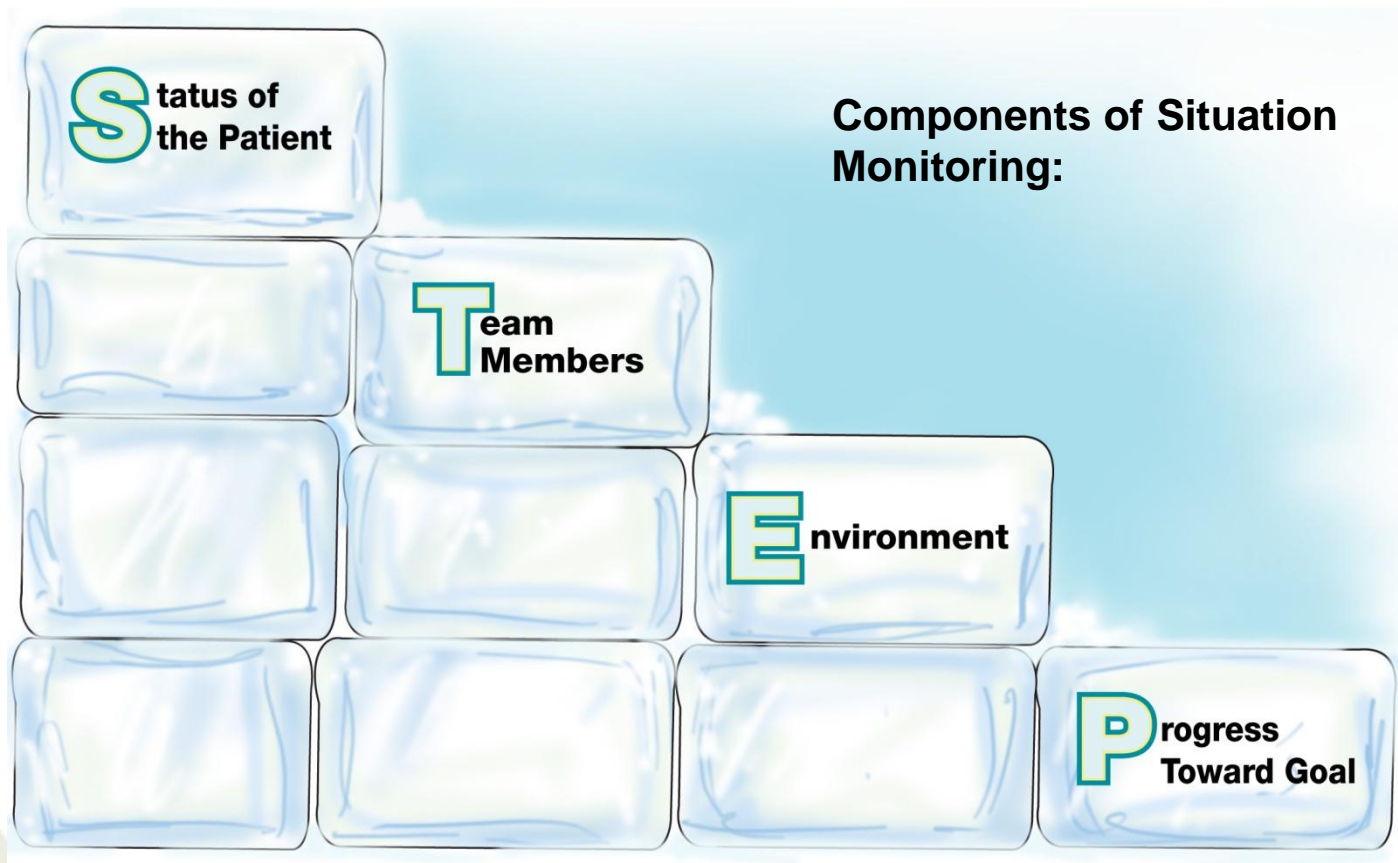 Components of Situation
Monitoring:
Status of
the Patient
Team
Members
Environment
Progress
Toward Goal